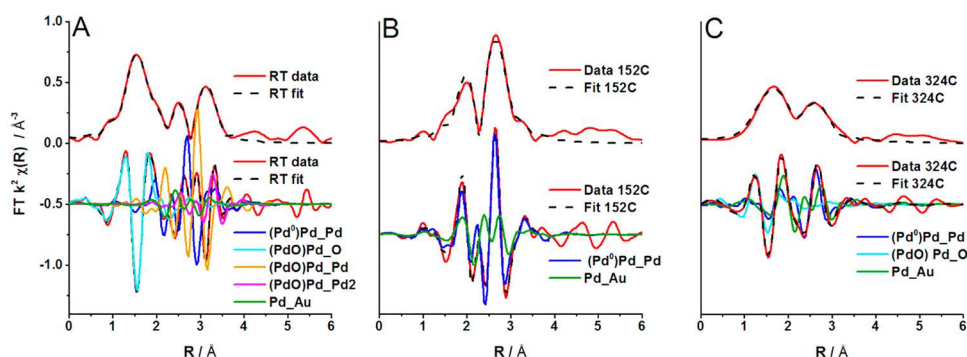 A
B
C
FT k² χ(R) / Å⁻³
1.0
0.5
0.0
-0.5
-1.0
RT data
RT fit
RT data
RT fit
(Pd⁰)Pd_Pd
(PdO)Pd_O
(PdO)Pd_Pd
(PdO)Pd_Pd2
Pd_Au
0 1 2 3 4 5 6
R / Å
Data 152C
Fit 152C
Data 152C
Fit 152C
(Pd⁰)Pd_Pd
Pd_Au
0 1 2 3 4 5 6
R / Å
Data 324C
Fit 324C
Data 324C
Fit 324C
(Pd⁰)Pd_Pd
(PdO) Pd_O
Pd_Au
0 1 2 3 4 5 6
R / Å